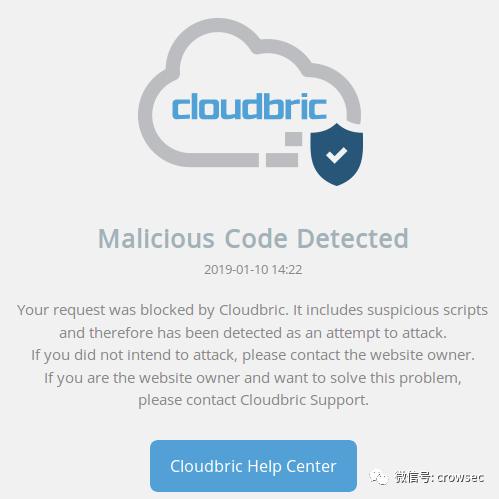 cloudbric
Malicious Code Detected
2019-01-10 14:22
Your request was blocked by Cloudbric. It includes suspicious scripts
and therefore has been detected as an attempt to attack.
If you did not intend to attack, please contact the website owner.
If you are the website owner and want to solve this problem,
please contact Cloudbric Support.
Cloudbric Help Center
微信号: crowsec